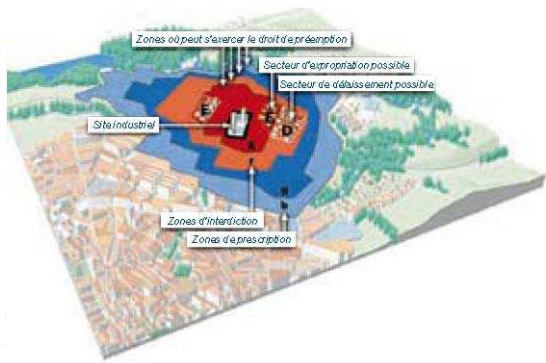 Zones où peut s'exercer le droit de préemption
Secteur d'expropriation possible
Secteur de délaissement possible
E
E
D
Site industriel
R
r
B
b
Zones d'interdiction
Zones de prescription